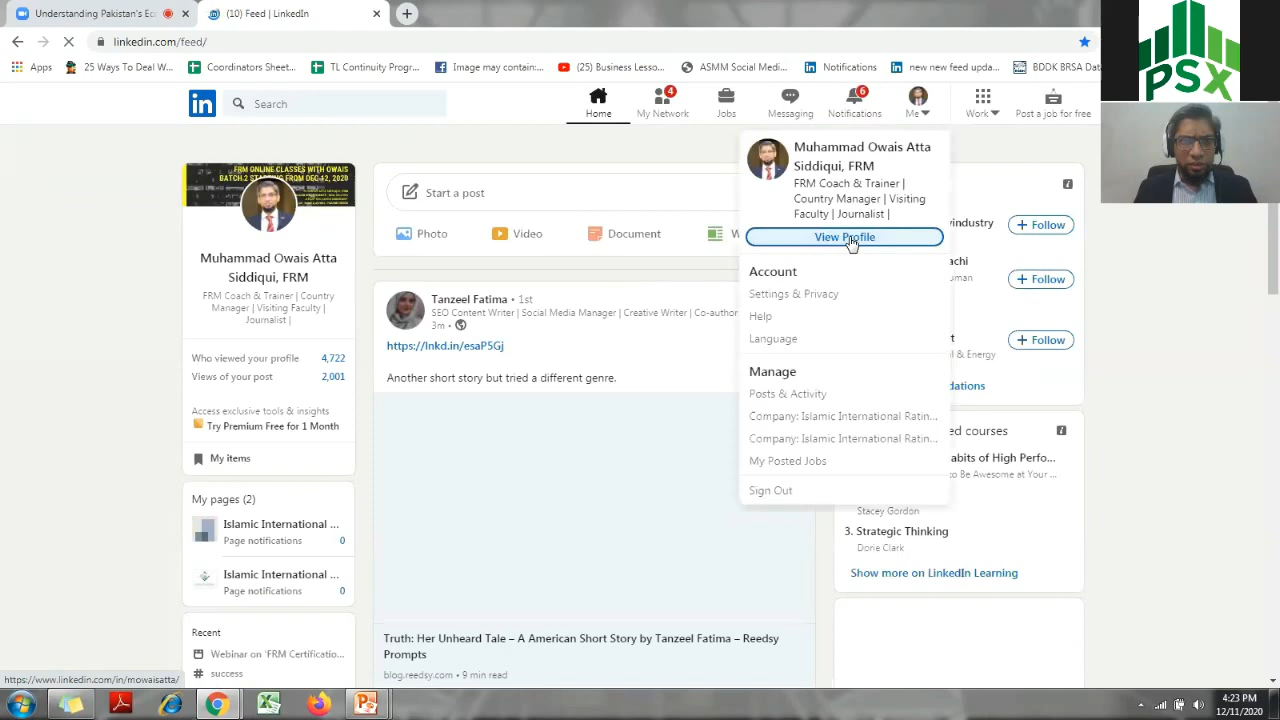 Understanding Pakistan's Ec
(10) Feed | LinkedIn
linkedin.com/feed/
Apps
25 Ways To Deal W...
Coordinators Sheet...
TL Continuity Progr...
Image may contain:...
(25) Business Lesso...
ASMM Social Medi...
Notifications
new new feed upda...
BDDK BRSA Data
PSX
in
Search
Home
4
My Network
Jobs
Messaging
6
Notifications
Me
Work
Post a job for free
FRM ONLINE CLASSES WITH OWAIS
BATCH-2 STARTING FROM DEC 12, 2020
Muhammad Owais Atta
Siddiqui, FRM
FRM Coach & Trainer | Country
Manager | Visiting Faculty |
Journalist |
Who viewed your profile 4,722
Views of your post 2,001
Access exclusive tools & insights
Try Premium Free for 1 Month
My items
My pages (2)
Islamic International ...
Page notifications 0
Islamic International ...
Page notifications 0
Recent
Webinar on 'FRM Certificatio...
# success
https://www.linkedin.com/in/mowaisatta/
Start a post
Photo
Video
Document
W
Tanzeel Fatima • 1st
SEO Content Writer | Social Media Manager | Creative Writer | Co-author
3m •
https://lnkd.in/esaP5Gj
Another short story but tried a different genre.
Truth: Her Unheard Tale – A American Short Story by Tanzeel Fatima – Reedsy
Prompts
blog.reedsy.com • 9 min read
Muhammad Owais Atta
Siddiqui, FRM
FRM Coach & Trainer |
Country Manager | Visiting
Faculty | Journalist |
View Profile
Account
Settings & Privacy
Help
Language
Manage
Posts & Activity
Company: Islamic International Ratin...
Company: Islamic International Ratin...
My Posted Jobs
Sign Out
vindustry
+ Follow
achi
uman
+ Follow
t
l & Energy
+ Follow
dations
ed courses
abits of High Perfo...
to Be Awesome at Your ...
Stacey Gordon
3. Strategic Thinking
Dorie Clark
Show more on LinkedIn Learning
4:23 PM
12/11/2020